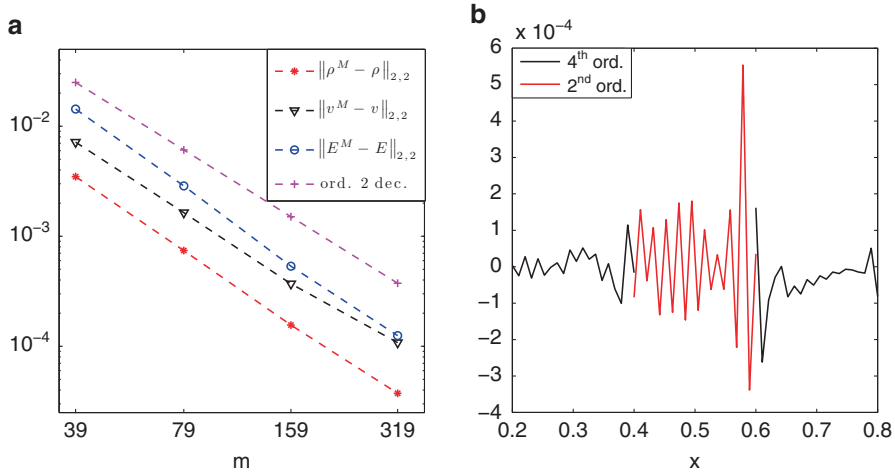 a
10^{-2}
10^{-3}
10^{-4}
39 79 159 319
m
‖ρ^M − ρ‖_{2,2}
‖v^M − v‖_{2,2}
‖E^M − E‖_{2,2}
ord. 2 dec.
b
x 10^{-4}
6
5
4
3
2
1
0
−1
−2
−3
−4
0.2 0.3 0.4 0.5 0.6 0.7 0.8
x
4^{th} ord.
2^{nd} ord.